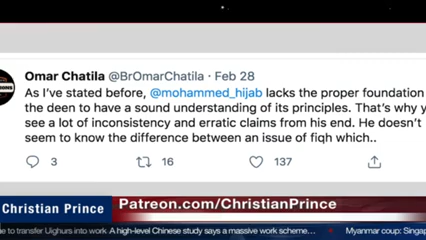 Omar Chatila @BrOmarChatila · Feb 28
As I've stated before, @mohammed_hijab lacks the proper foundation
the deen to have a sound understanding of its principles. That's why y
see a lot of inconsistency and erratic claims from his end. He doesn't
seem to know the difference between an issue of fiqh which..
3 16 137
Christian Prince Patreon.com/ChristianPrince
e to transfer Uighurs into work A high-level Chinese study says a massive work scheme... Myanmar coup: Singap